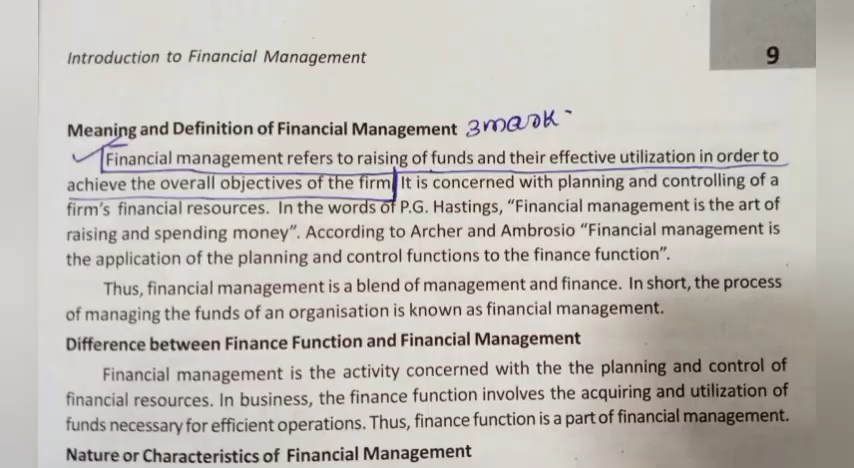 Introduction to Financial Management
9
Meaning and Definition of Financial Management 3mark
Financial management refers to raising of funds and their effective utilization in order to
achieve the overall objectives of the firm. It is concerned with planning and controlling of a
firm's financial resources. In the words of P.G. Hastings, “Financial management is the art of
raising and spending money”. According to Archer and Ambrosio “Financial management is
the application of the planning and control functions to the finance function”.
Thus, financial management is a blend of management and finance. In short, the process
of managing the funds of an organisation is known as financial management.
Difference between Finance Function and Financial Management
Financial management is the activity concerned with the the planning and control of
financial resources. In business, the finance function involves the acquiring and utilization of
funds necessary for efficient operations. Thus, finance function is a part of financial management.
Nature or Characteristics of Financial Management